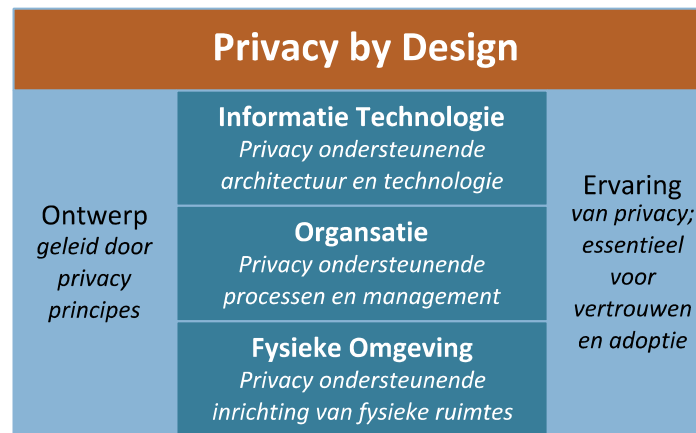 Privacy by Design
Ontwerp
geleid door
privacy
principes
Informatie Technologie
Privacy ondersteunende
architectuur en technologie
Organsatie
Privacy ondersteunende
processen en management
Fysieke Omgeving
Privacy ondersteunende
inrichting van fysieke ruimtes
Ervaring
van privacy;
essentieel
voor
vertrouwen
en adoptie